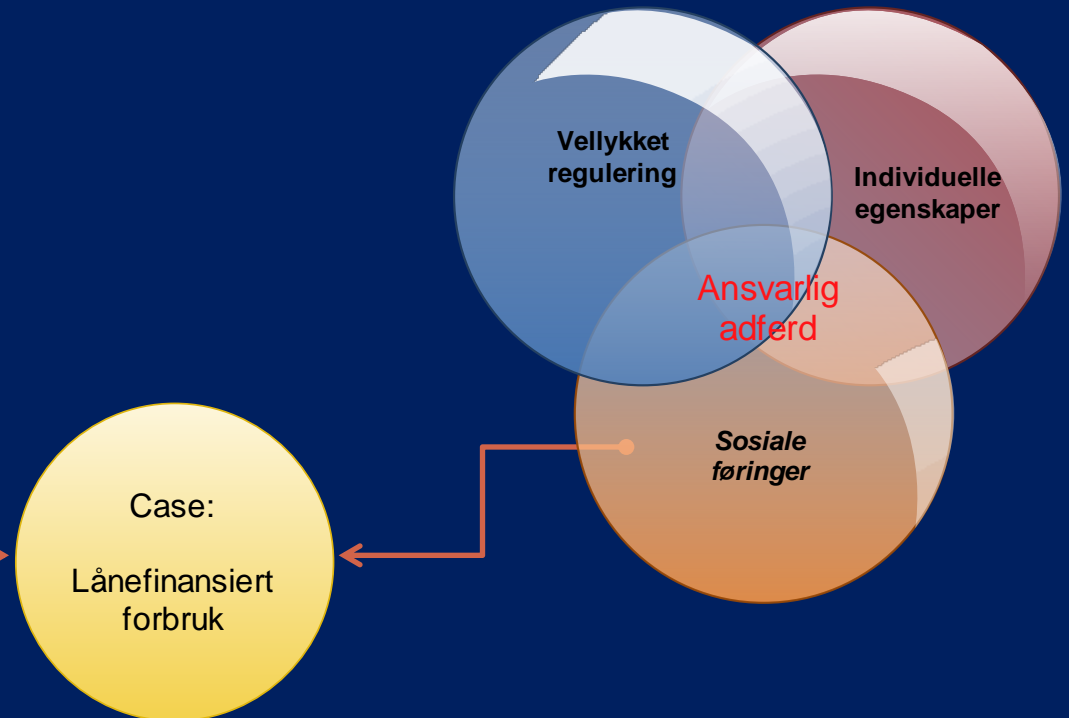 Vellykket
regulering
Individuelle
egenskaper
Ansvarlig
adferd
Sosiale
føringer
Case:
Lånefinansiert
forbruk